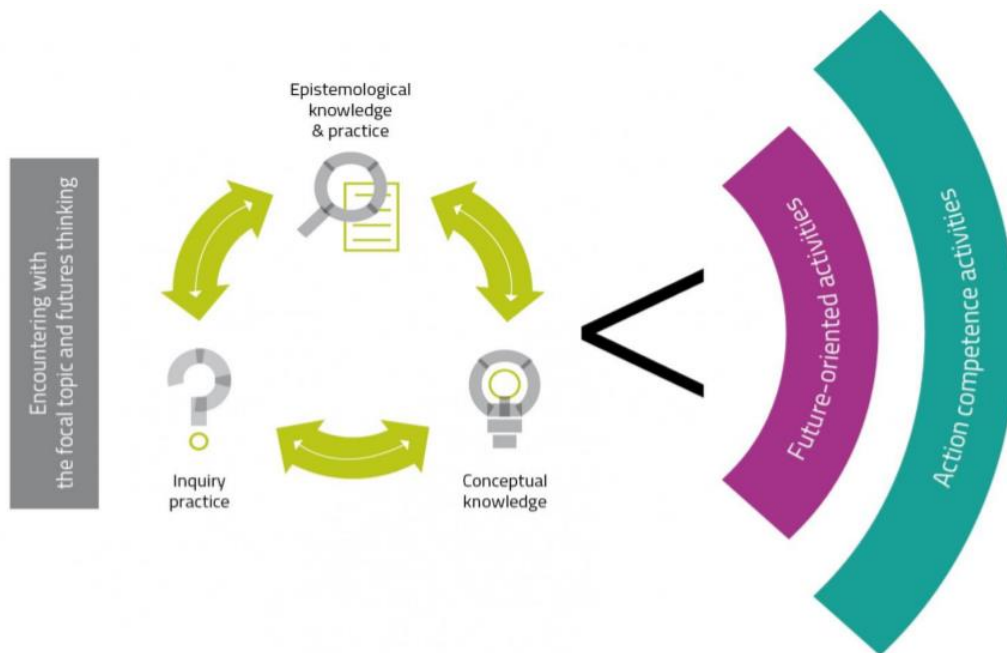 Encountering with
the focal topic and futures thinking
Epistemological
knowledge
& practice
Inquiry
practice
Conceptual
knowledge
Future-oriented activities
Action competence activities